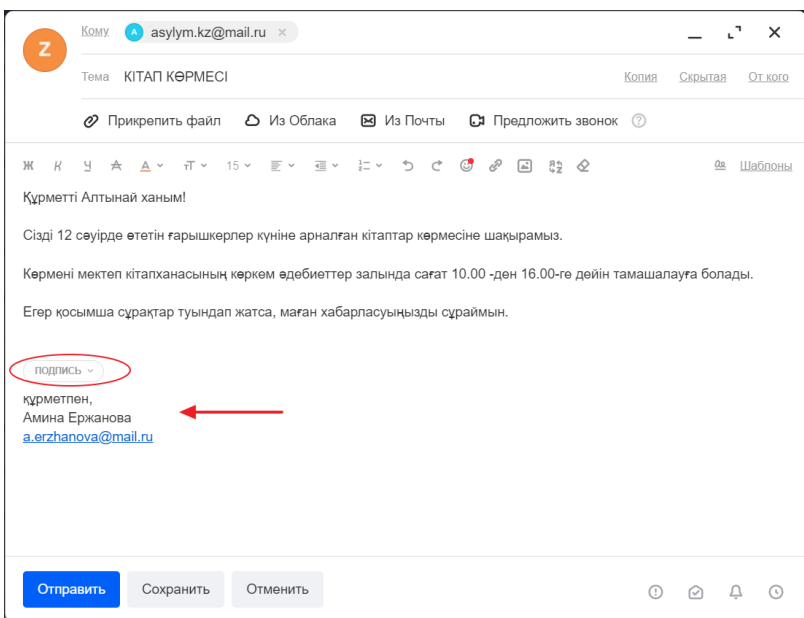 Z
Кому A asylym.kz@mail.ru ×
Тема КІТАП КӨРМЕСІ Копия Скрытая От кого
Прикрепить файл Из Облака Из Почты Предложить звонок ?
Ж К Ч А А тТ 15 Шаблоны
Құрметті Алтынай ханым!
Сізді 12 сәуірде өтетін ғарышкерлер күніне арналған кітаптар көрмесіне шақырамыз.
Көрмені мектеп кітапханасының көркем әдебиеттер залында сағат 10.00 -ден 16.00-ге дейін тамашалауға болады.
Егер қосымша сұрақтар туындап жатса, маған хабарласуыңызды сұраймын.
ПОДПИСЬ
құрметпен,
Амина Ержанова
a.erzhanova@mail.ru
Отправить Сохранить Отменить